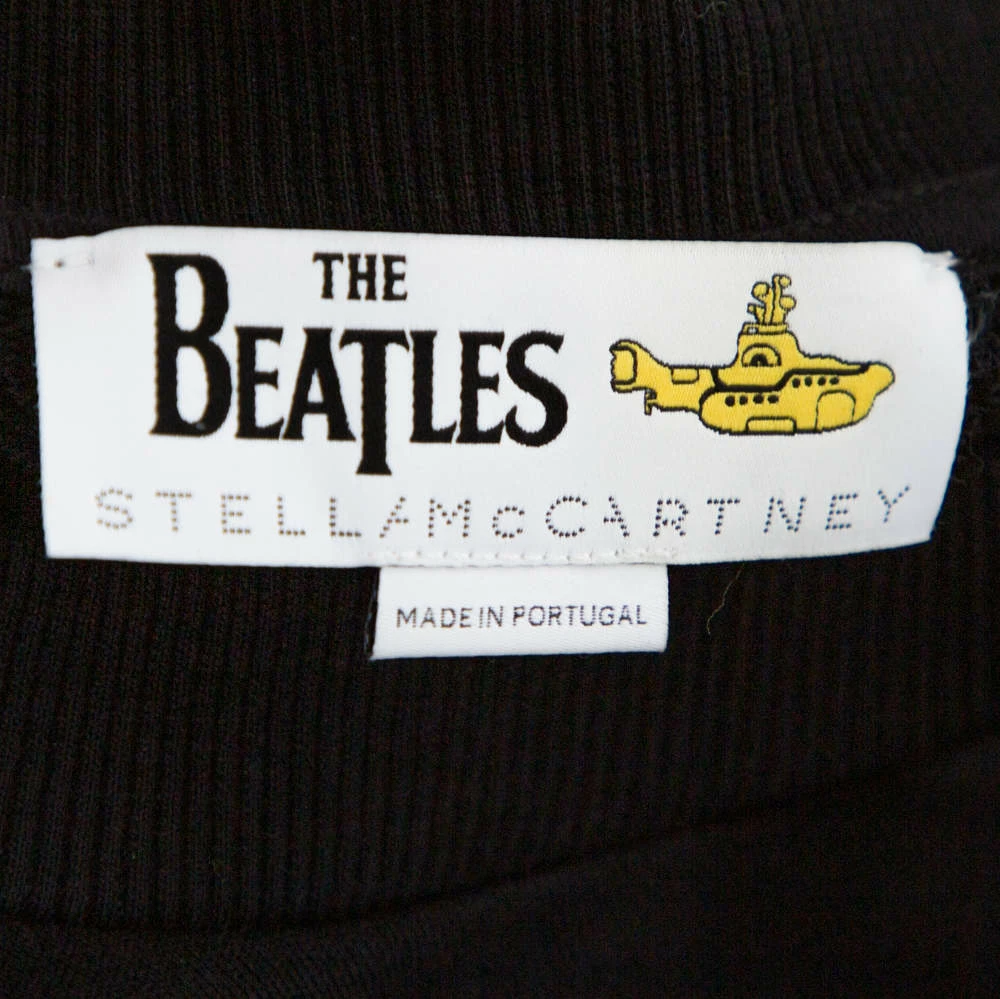 THE
BEATLES
STELLA McCARTNEY
MADE IN PORTUGAL